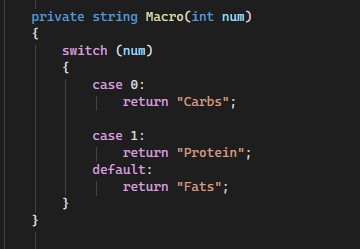 private string Macro(int num)
{
    switch (num)
    {
        case 0:
            return "Carbs";

        case 1:
            return "Protein";
        default:
            return "Fats";
    }
}